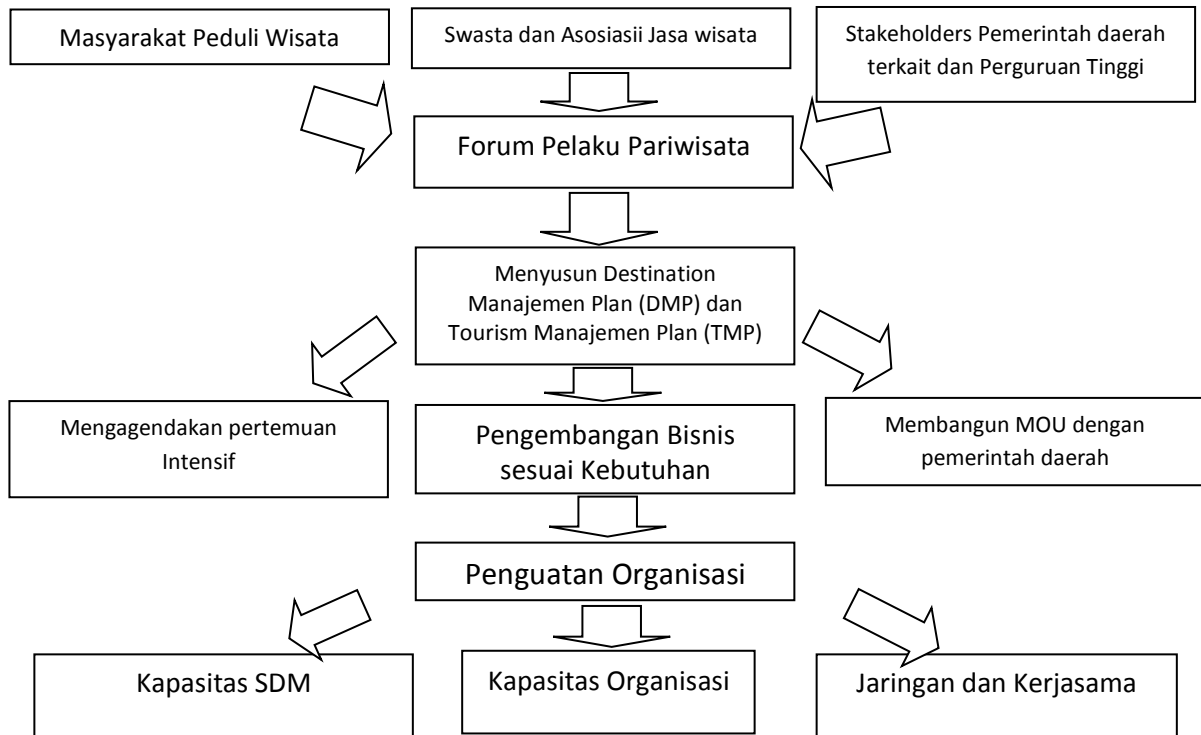 Masyarakat Peduli Wisata
Swasta dan Asosiasii Jasa wisata
Stakeholders Pemerintah daerah
terkait dan Perguruan Tinggi
Forum Pelaku Pariwisata
Menyusun Destination
Manajemen Plan (DMP) dan
Tourism Manajemen Plan (TMP)
Mengagendakan pertemuan
Intensif
Pengembangan Bisnis
sesuai Kebutuhan
Membangun MOU dengan
pemerintah daerah
Penguatan Organisasi
Kapasitas SDM
Kapasitas Organisasi
Jaringan dan Kerjasama